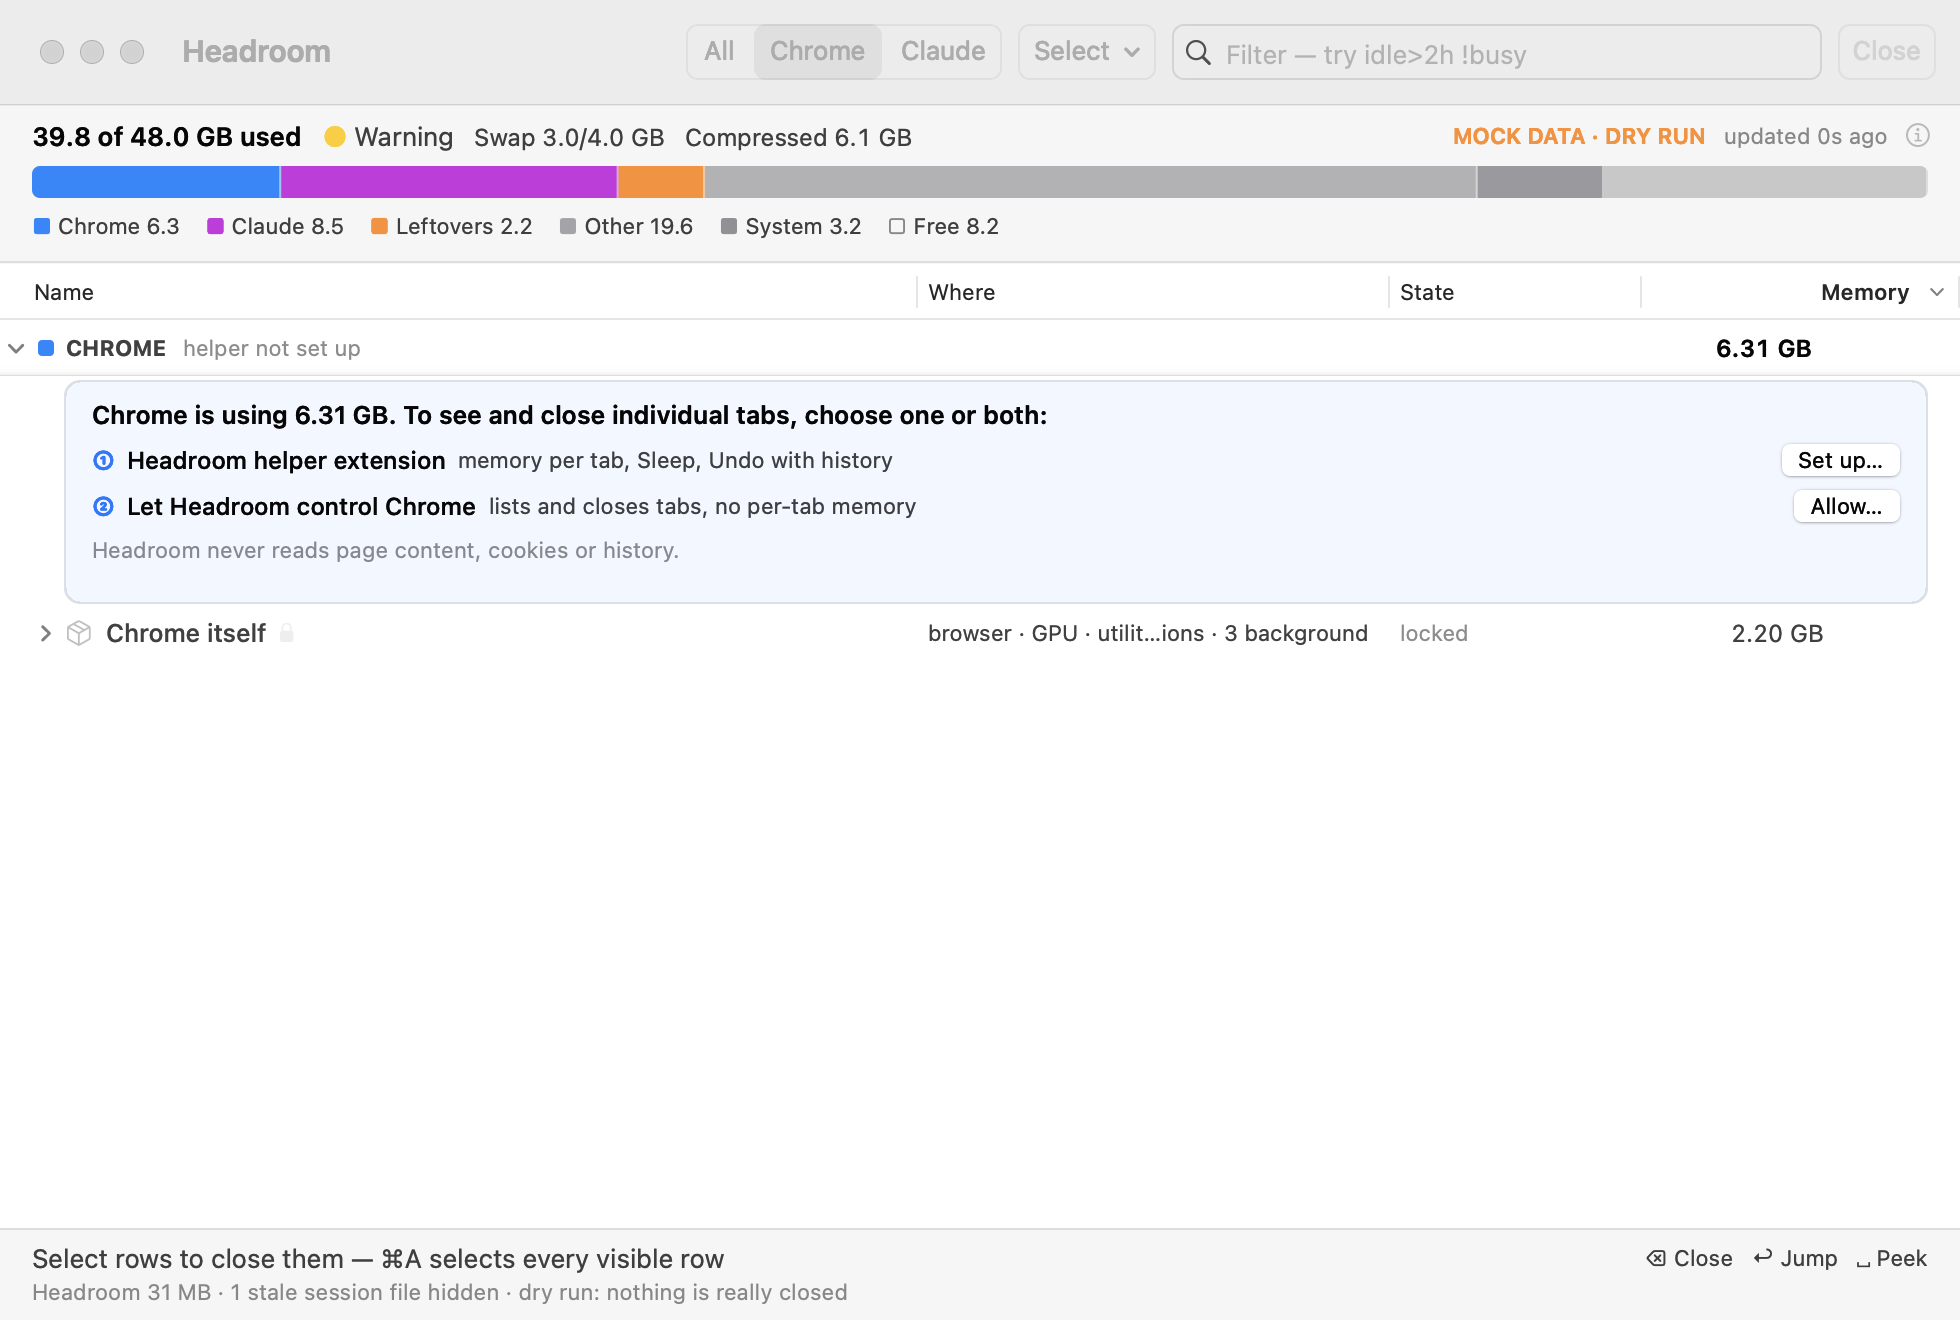 Headroom
All Chrome Claude Select Filter — try idle>2h !busy Close
39.8 of 48.0 GB used Warning Swap 3.0/4.0 GB Compressed 6.1 GB MOCK DATA · DRY RUN updated 0s ago
Chrome 6.3 Claude 8.5 Leftovers 2.2 Other 19.6 System 3.2 Free 8.2
Name Where State Memory
CHROME helper not set up 6.31 GB
Chrome is using 6.31 GB. To see and close individual tabs, choose one or both:
1 Headroom helper extension memory per tab, Sleep, Undo with history Set up...
2 Let Headroom control Chrome lists and closes tabs, no per-tab memory Allow...
Headroom never reads page content, cookies or history.
Chrome itself browser · GPU · utilit...ions · 3 background locked 2.20 GB
Select rows to close them — ⌘A selects every visible row ⌫ Close ↩ Jump ⎵ Peek
Headroom 31 MB · 1 stale session file hidden · dry run: nothing is really closed